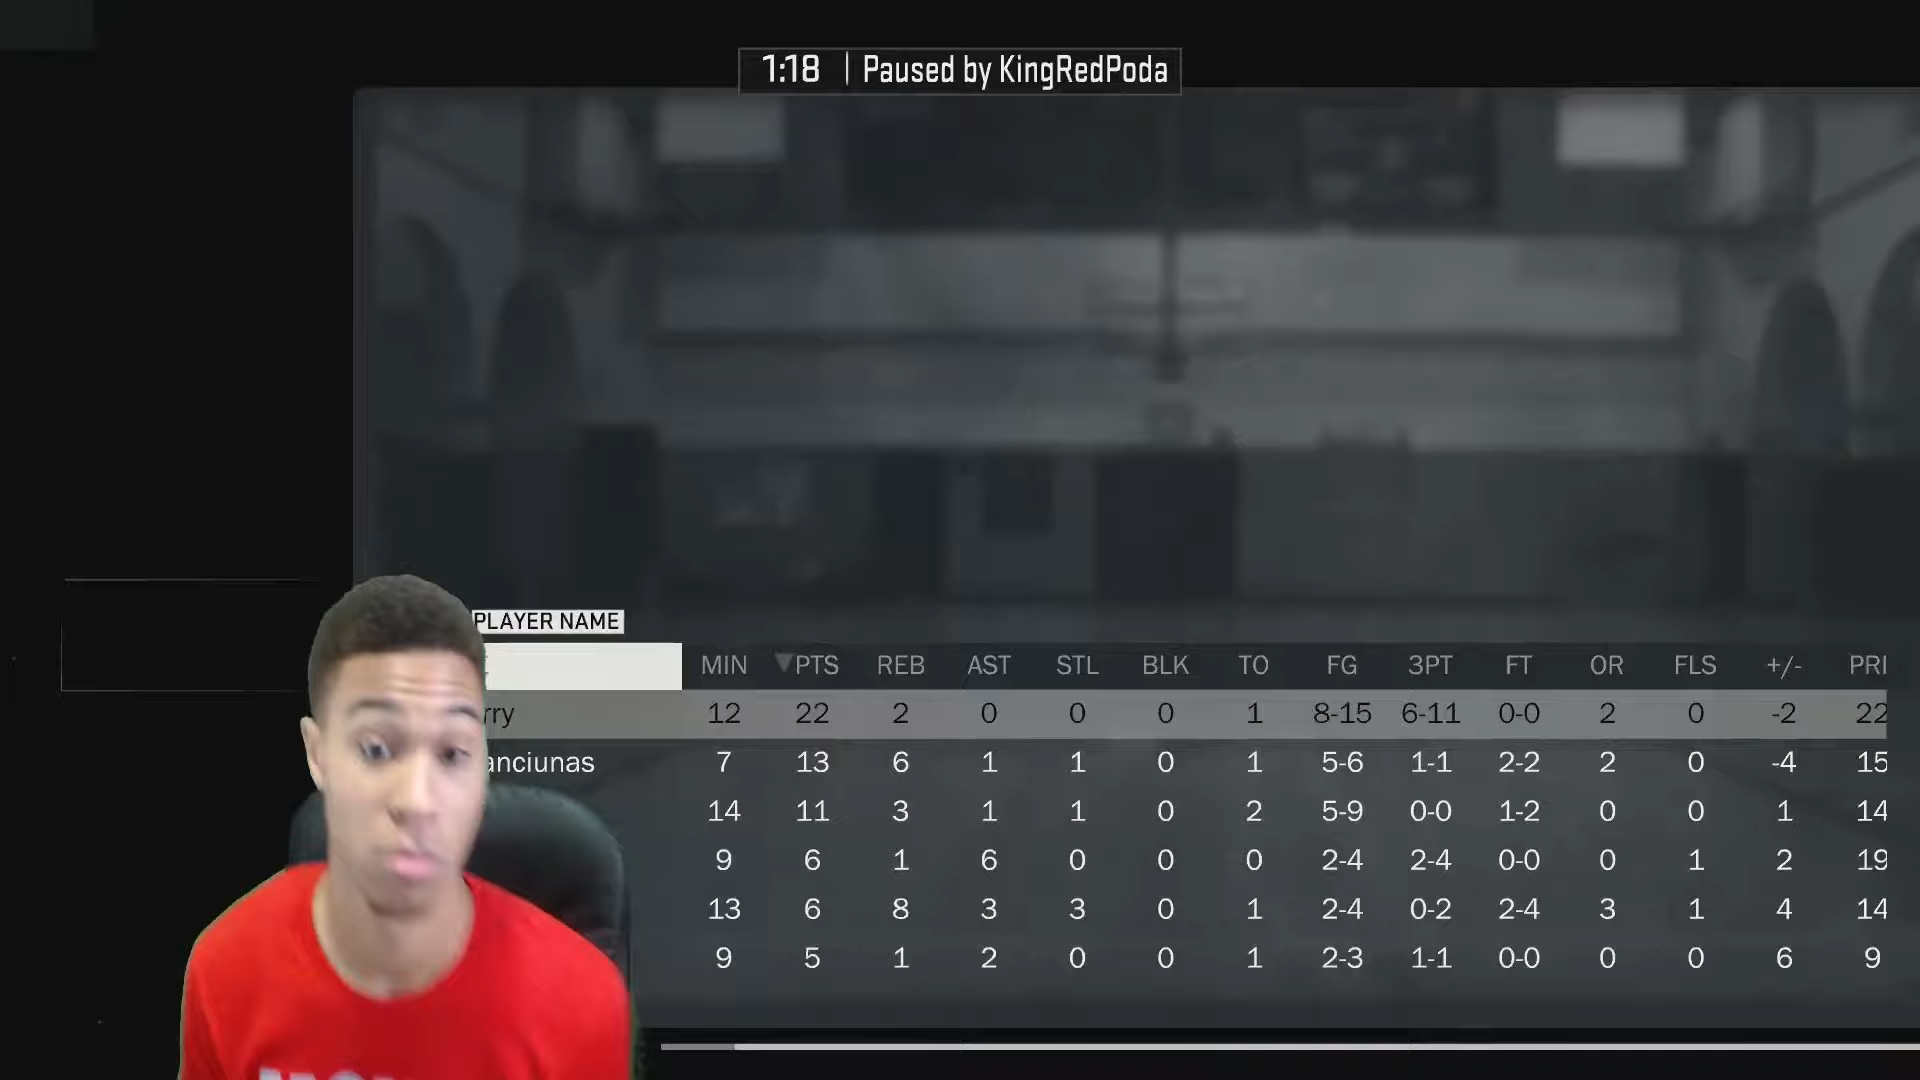 1:18 | Paused by KingRedPoda
PLAYER NAME
MIN ▼PTS REB AST STL BLK TO FG 3PT FT OR FLS +/- PRI
rry 12 22 2 0 0 0 1 8-15 6-11 0-0 2 0 -2 22
anciunas 7 13 6 1 1 0 1 5-6 1-1 2-2 2 0 -4 15
14 11 3 1 1 0 2 5-9 0-0 1-2 0 0 1 14
9 6 1 6 0 0 0 2-4 2-4 0-0 0 1 2 19
13 6 8 3 3 0 1 2-4 0-2 2-4 3 1 4 14
9 5 1 2 0 0 1 2-3 1-1 0-0 0 0 6 9